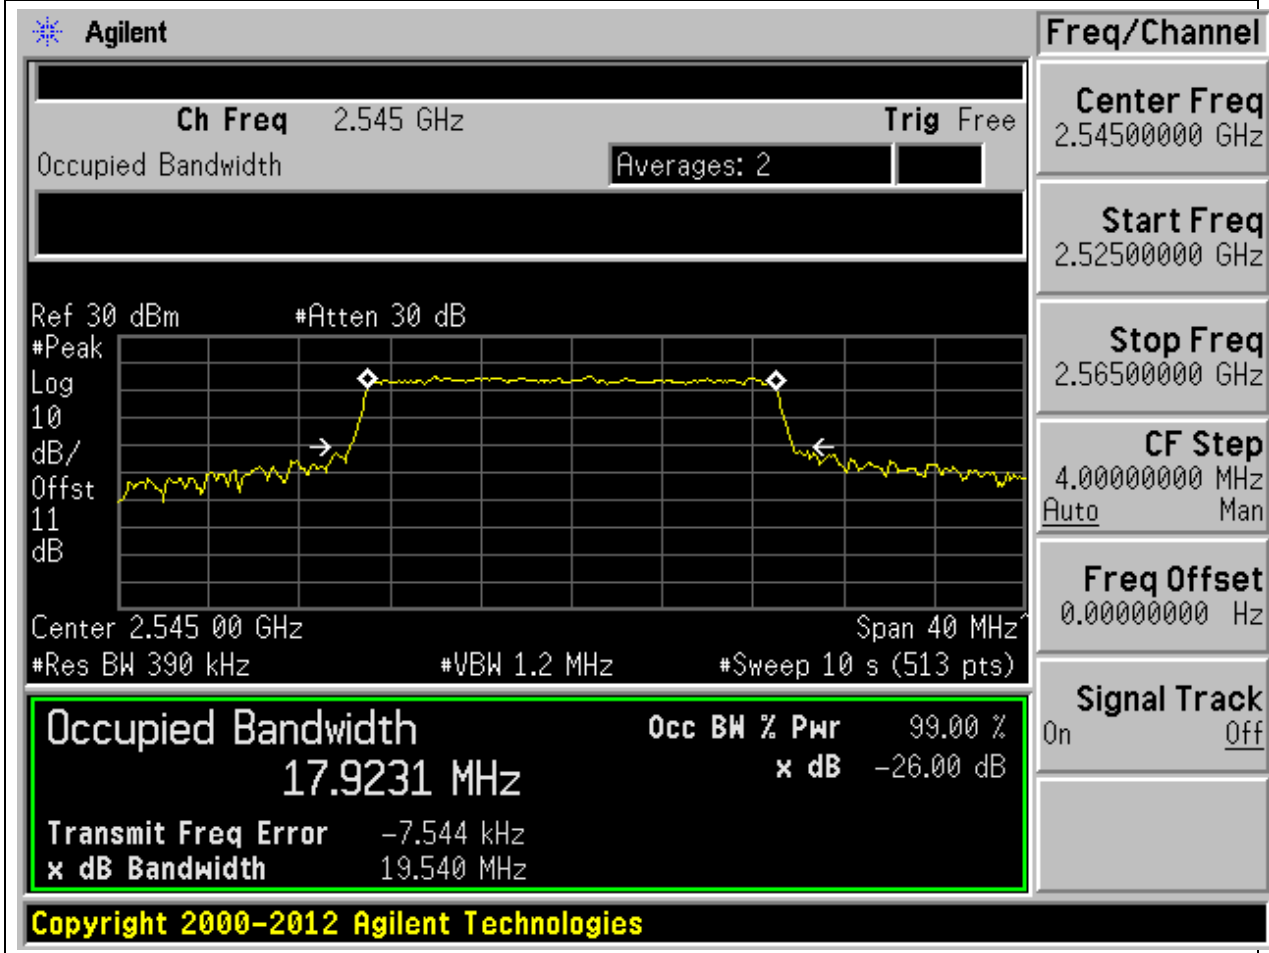 Agilent
Freq/Channel
Ch Freq 2.545 GHz Trig Free
Occupied Bandwidth Averages: 2
Center Freq
2.54500000 GHz
Start Freq
2.52500000 GHz
Stop Freq
2.56500000 GHz
CF Step
4.00000000 MHz
Auto Man
Freq Offset
0.00000000 Hz
Signal Track
On Off
Ref 30 dBm #Atten 30 dB
#Peak
Log
10
dB/
Offst
11
dB
Center 2.545 00 GHz Span 40 MHz^
#Res BW 390 kHz #VBW 1.2 MHz #Sweep 10 s (513 pts)
Occupied Bandwidth Occ BW % Pwr 99.00 %
17.9231 MHz x dB -26.00 dB
Transmit Freq Error -7.544 kHz
x dB Bandwidth 19.540 MHz
Copyright 2000-2012 Agilent Technologies